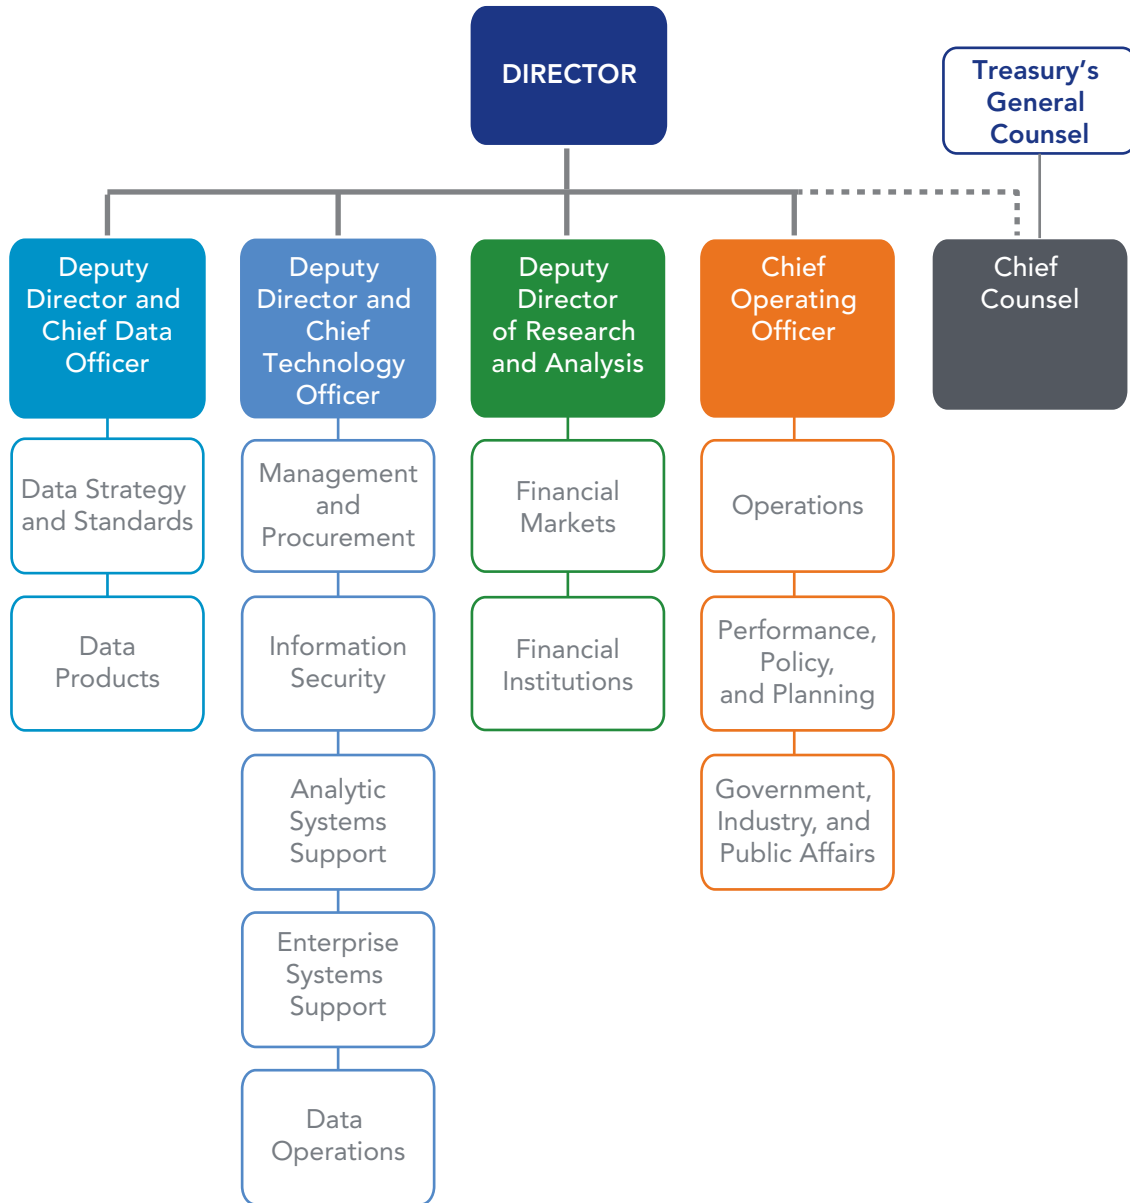 DIRECTOR
Treasury’s
General
Counsel
Deputy
Director and
Chief Data
Officer
Deputy
Director and
Chief
Technology
Officer
Deputy
Director
of Research
and Analysis
Chief
Operating
Officer
Chief
Counsel
Data Strategy
and Standards
Data
Products
Management
and
Procurement
Information
Security
Analytic
Systems
Support
Enterprise
Systems
Support
Data
Operations
Financial
Markets
Financial
Institutions
Operations
Performance,
Policy,
and Planning
Government,
Industry, and
Public Affairs